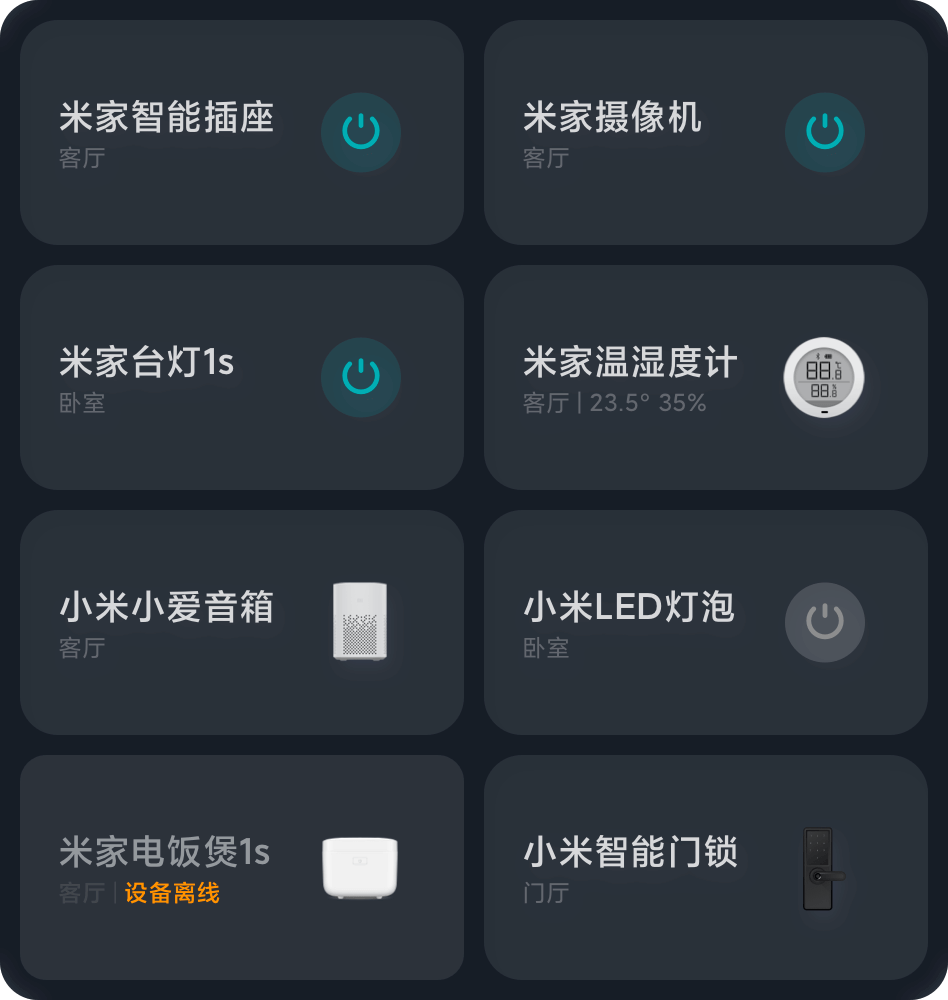 米家智能插座
客厅
米家摄像机
客厅
米家台灯1s
卧室
米家温湿度计
客厅 | 23.5° 35%
小米小爱音箱
客厅
小米LED灯泡
卧室
米家电饭煲1s
客厅 | 设备离线
小米智能门锁
门厅